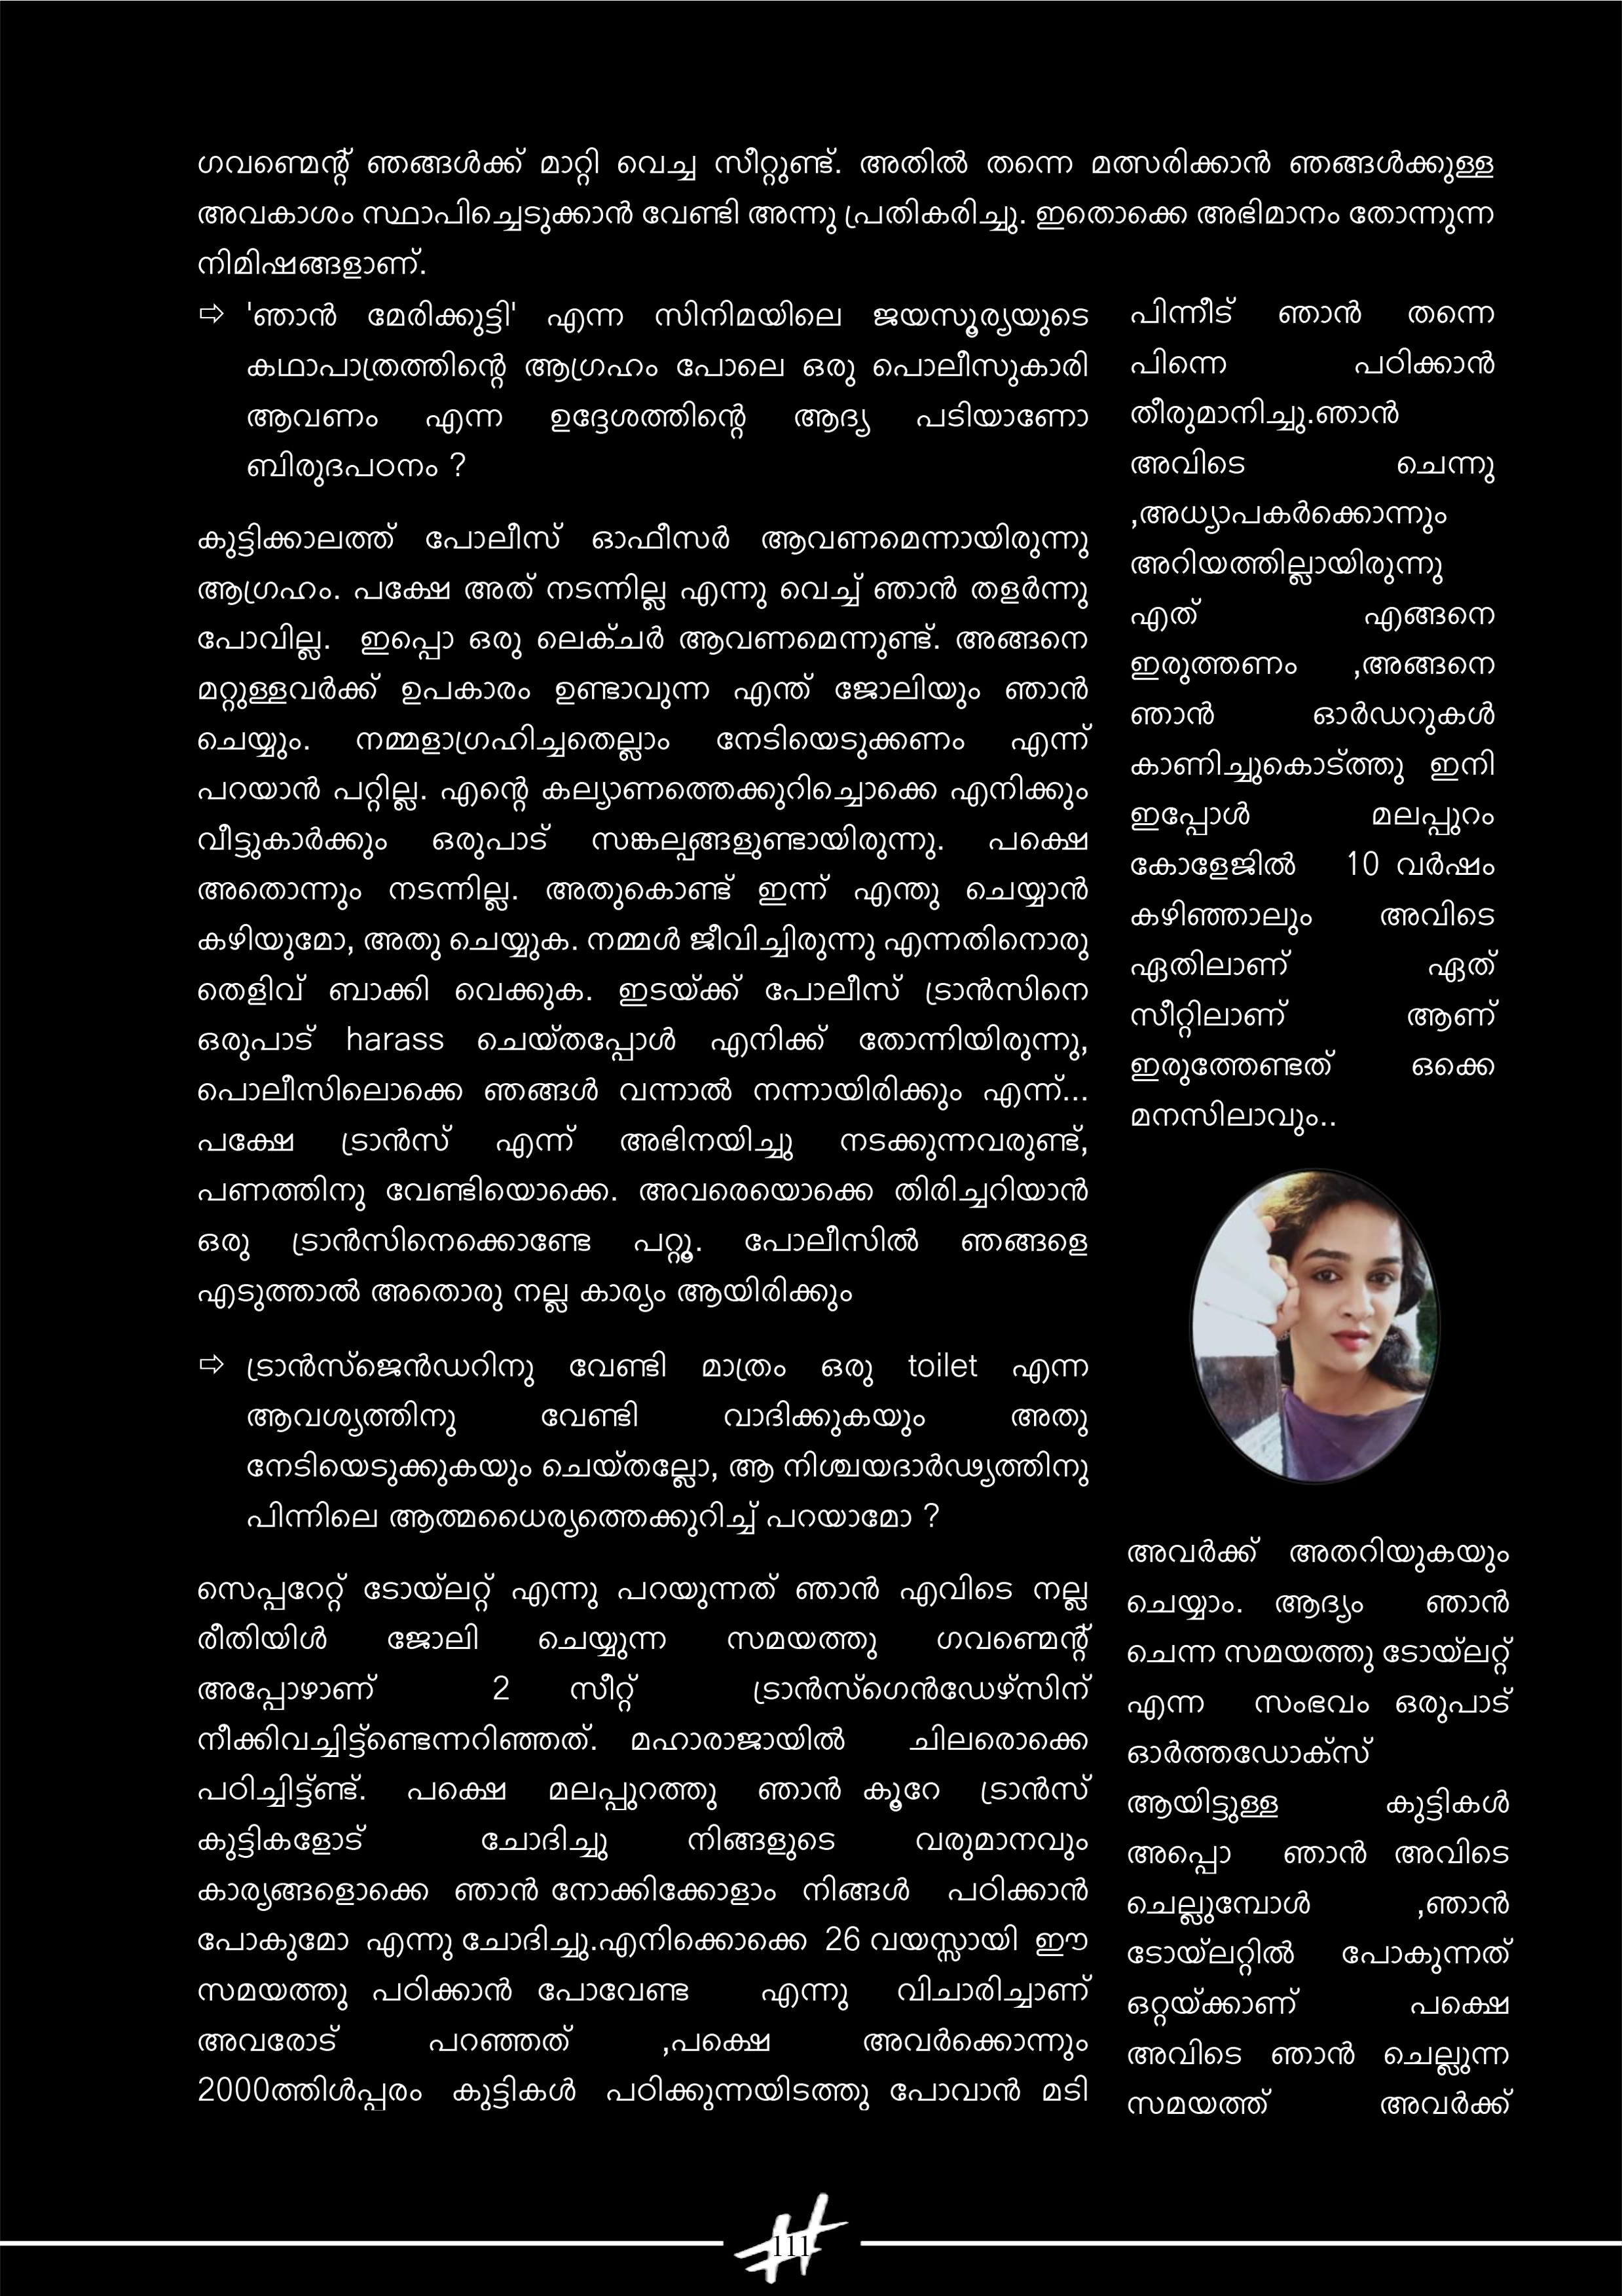 ഗവണ്മെന്റ് ഞങ്ങൾക്ക് മാറ്റി വെച്ച സീറ്റുണ്ട്. അതിൽ തന്നെ മത്സരിക്കാൻ ഞങ്ങൾക്കുള്ള
അവകാശം സ്ഥാപിച്ചെടുക്കാൻ വേണ്ടി അന്നു പ്രതികരിച്ചു. ഇതൊക്കെ അഭിമാനം തോന്നുന്ന
നിമിഷങ്ങളാണ്.
⇨ 'ഞാൻ മേരിക്കുട്ടി' എന്ന സിനിമയിലെ ജയസൂര്യയുടെ
കഥാപാത്രത്തിന്റെ ആഗ്രഹം പോലെ ഒരു പൊലീസുകാരി
ആവണം എന്ന ഉദ്ദേശത്തിന്റെ ആദ്യ പടിയാണോ
ബിരുദപഠനം ?
കുട്ടിക്കാലത്ത് പോലീസ് ഓഫീസർ ആവണമെന്നായിരുന്നു
ആഗ്രഹം. പക്ഷേ അത് നടന്നില്ല എന്നു വെച്ച് ഞാൻ തളർന്നു
പോവില്ല. ഇപ്പൊ ഒരു ലെക്ചർ ആവണമെന്നുണ്ട്. അങ്ങനെ
മറ്റുള്ളവർക്ക് ഉപകാരം ഉണ്ടാവുന്ന എന്ത് ജോലിയും ഞാൻ
ചെയ്യും. നമ്മളാഗ്രഹിച്ചതെല്ലാം നേടിയെടുക്കണം എന്ന്
പറയാൻ പറ്റില്ല. എന്റെ കല്യാണത്തെക്കുറിച്ചൊക്കെ എനിക്കും
വീട്ടുകാർക്കും ഒരുപാട് സങ്കല്പങ്ങളുണ്ടായിരുന്നു. പക്ഷെ
അതൊന്നും നടന്നില്ല. അതുകൊണ്ട് ഇന്ന് എന്തു ചെയ്യാൻ
കഴിയുമോ, അതു ചെയ്യുക. നമ്മൾ ജീവിച്ചിരുന്നു എന്നതിനൊരു
തെളിവ് ബാക്കി വെക്കുക. ഇടയ്ക്ക് പോലീസ് ട്രാൻസിനെ
ഒരുപാട് harass ചെയ്തപ്പോൾ എനിക്ക് തോന്നിയിരുന്നു,
പൊലീസിലൊക്കെ ഞങ്ങൾ വന്നാൽ നന്നായിരിക്കും എന്ന്...
പക്ഷേ ട്രാൻസ് എന്ന് അഭിനയിച്ചു നടക്കുന്നവരുണ്ട്,
പണത്തിനു വേണ്ടിയൊക്കെ. അവരെയൊക്കെ തിരിച്ചറിയാൻ
ഒരു ട്രാൻസിനെക്കൊണ്ടേ പറ്റൂ. പോലീസിൽ ഞങ്ങളെ
എടുത്താൽ അതൊരു നല്ല കാര്യം ആയിരിക്കും
⇨ ട്രാൻസ്ജെൻഡറിനു വേണ്ടി മാത്രം ഒരു toilet എന്ന
ആവശ്യത്തിനു വേണ്ടി വാദിക്കുകയും അതു
നേടിയെടുക്കുകയും ചെയ്തല്ലോ, ആ നിശ്ചയദാർഢ്യത്തിനു
പിന്നിലെ ആത്മധൈര്യത്തെക്കുറിച്ച് പറയാമോ ?
സെപ്പറേറ്റ് ടോയ്ലറ്റ് എന്നു പറയുന്നത് ഞാൻ എവിടെ നല്ല
രീതിയിൾ ജോലി ചെയ്യുന്ന സമയത്തു ഗവണ്മെന്റ്
അപ്പോഴാണ് 2 സീറ്റ് ട്രാൻസ്ഗെൻഡേഴ്സിന്
നീക്കിവച്ചിട്ട്ണ്ടെന്നറിഞ്ഞത്. മഹാരാജായിൽ ചിലരൊക്കെ
പഠിച്ചിട്ട്ണ്ട്. പക്ഷെ മലപ്പുറത്തു ഞാൻ കൂറേ ട്രാൻസ്
കുട്ടികളോട് ചോദിച്ചു നിങ്ങളുടെ വരുമാനവും
കാര്യങ്ങളൊക്കെ ഞാൻ നോക്കിക്കോളാം നിങ്ങൾ പഠിക്കാൻ
പോകുമോ എന്നു ചോദിച്ചു.എനിക്കൊക്കെ 26 വയസ്സായി ഈ
സമയത്തു പഠിക്കാൻ പോവേണ്ട എന്നു വിചാരിച്ചാണ്
അവരോട് പറഞ്ഞത് ,പക്ഷെ അവർക്കൊന്നും
2000ത്തിൾപ്പരം കുട്ടികൾ പഠിക്കുന്നയിടത്തു പോവാൻ മടി
പിന്നീട് ഞാൻ തന്നെ
പിന്നെ പഠിക്കാൻ
തീരുമാനിച്ചു.ഞാൻ
അവിടെ ചെന്നു
,അധ്യാപകർക്കൊന്നും
അറിയത്തില്ലായിരുന്നു
എത് എങ്ങനെ
ഇരുത്തണം ,അങ്ങനെ
ഞാൻ ഓർഡറുകൾ
കാണിച്ചുകൊട്ത്തു ഇനി
ഇപ്പോൾ മലപ്പുറം
കോളേജിൽ 10 വർഷം
കഴിഞ്ഞാലും അവിടെ
ഏതിലാണ് ഏത്
സീറ്റിലാണ് ആണ്
ഇരുത്തേണ്ടത് ഒക്കെ
മനസിലാവും..
അവർക്ക് അതറിയുകയും
ചെയ്യാം. ആദ്യം ഞാൻ
ചെന്ന സമയത്തു ടോയ്ലറ്റ്
എന്ന സംഭവം ഒരുപാട്
ഓർത്തഡോക്സ്
ആയിട്ടുള്ള കുട്ടികൾ
അപ്പൊ ഞാൻ അവിടെ
ചെല്ലുമ്പോൾ ,ഞാൻ
ടോയ്ലറ്റിൽ പോകുന്നത്
ഒറ്റയ്ക്കാണ് പക്ഷെ
അവിടെ ഞാൻ ചെല്ലുന്ന
സമയത്ത് അവർക്ക്
111